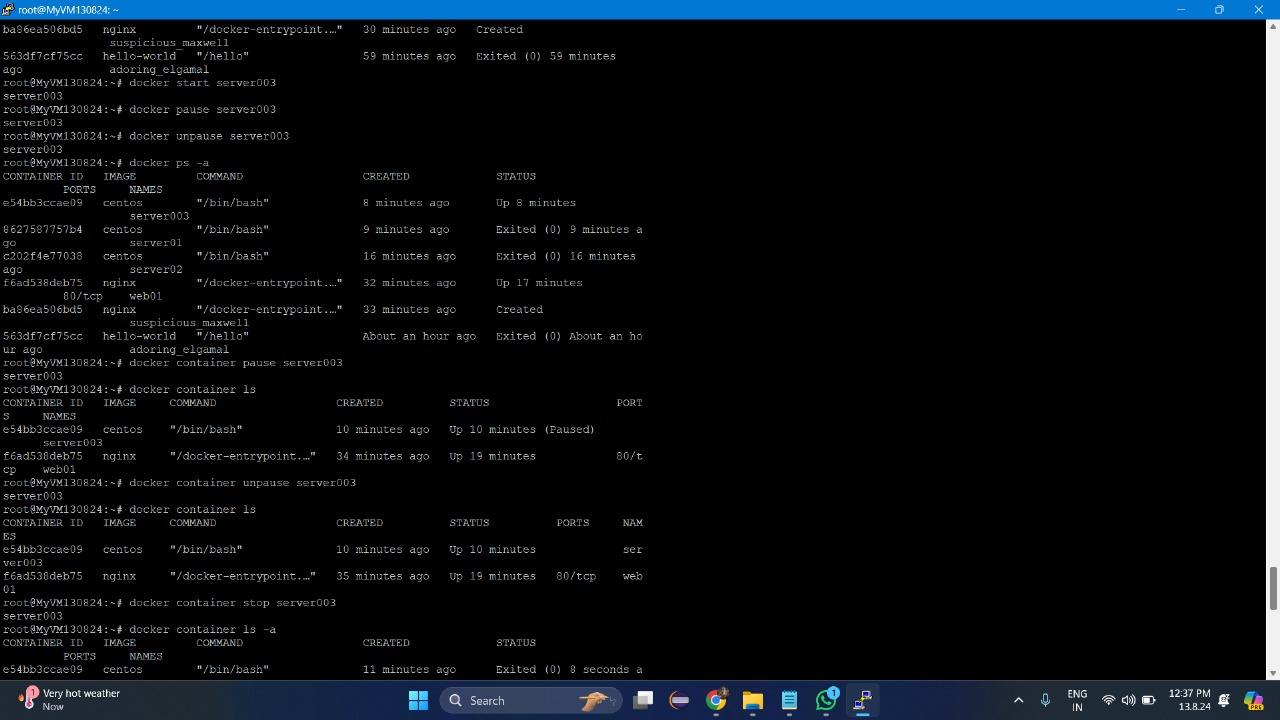 root@MyVM130824: ~
ba86ea506bd5   nginx         "/docker-entrypoint.…"   30 minutes ago   Created
                suspicious_maxwell
563df7cf75cc   hello-world   "/hello"                 59 minutes ago   Exited (0) 59 minutes
ago             adoring_elgamal
root@MyVM130824:~# docker start server003
server003
root@MyVM130824:~# docker pause server003
server003
root@MyVM130824:~# docker unpause server003
server003
root@MyVM130824:~# docker ps -a
CONTAINER ID   IMAGE         COMMAND                  CREATED             STATUS
         PORTS     NAMES
e54bb3ccae09   centos        "/bin/bash"              8 minutes ago       Up 8 minutes
                   server003
8627587757b4   centos        "/bin/bash"              9 minutes ago       Exited (0) 9 minutes a
go                 server01
c202f4e77038   centos        "/bin/bash"              16 minutes ago      Exited (0) 16 minutes
ago                server02
f6ad538deb75   nginx         "/docker-entrypoint.…"   32 minutes ago      Up 17 minutes
         80/tcp    web01
ba86ea506bd5   nginx         "/docker-entrypoint.…"   33 minutes ago      Created
                   suspicious_maxwell
563df7cf75cc   hello-world   "/hello"                 About an hour ago   Exited (0) About an ho
ur ago             adoring_elgamal
root@MyVM130824:~# docker container pause server003
server003
root@MyVM130824:~# docker container ls
CONTAINER ID   IMAGE     COMMAND                  CREATED          STATUS                   PORT
S     NAMES
e54bb3ccae09   centos    "/bin/bash"              10 minutes ago   Up 10 minutes (Paused)
      server003
f6ad538deb75   nginx     "/docker-entrypoint.…"   34 minutes ago   Up 19 minutes            80/t
cp    web01
root@MyVM130824:~# docker container unpause server003
server003
root@MyVM130824:~# docker container ls
CONTAINER ID   IMAGE     COMMAND                  CREATED          STATUS          PORTS     NAM
ES
e54bb3ccae09   centos    "/bin/bash"              10 minutes ago   Up 10 minutes             ser
ver003
f6ad538deb75   nginx     "/docker-entrypoint.…"   35 minutes ago   Up 19 minutes   80/tcp    web
01
root@MyVM130824:~# docker container stop server003
server003
root@MyVM130824:~# docker container ls -a
CONTAINER ID   IMAGE         COMMAND                  CREATED             STATUS
         PORTS     NAMES
e54bb3ccae09   centos        "/bin/bash"              11 minutes ago      Exited (0) 8 seconds a
1
Very hot weather
Now
Search
1
ENG
IN
12:37 PM
13.8.24
PRE